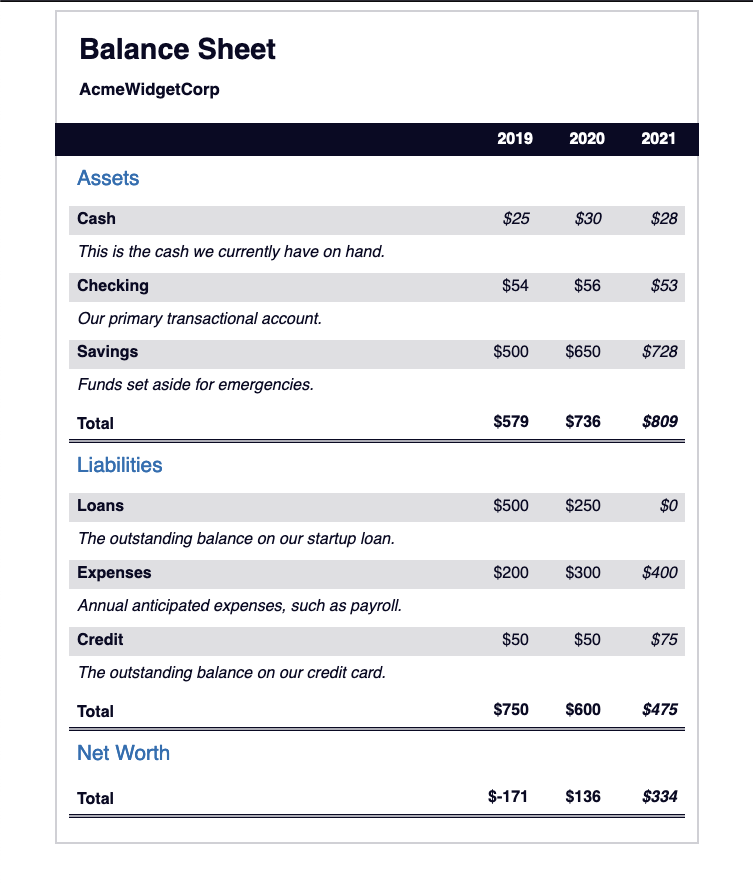 Balance Sheet
AcmeWidgetCorp
2019 2020 2021
Assets
Cash $25 $30 $28
This is the cash we currently have on hand.
Checking $54 $56 $53
Our primary transactional account.
Savings $500 $650 $728
Funds set aside for emergencies.
Total $579 $736 $809
Liabilities
Loans $500 $250 $0
The outstanding balance on our startup loan.
Expenses $200 $300 $400
Annual anticipated expenses, such as payroll.
Credit $50 $50 $75
The outstanding balance on our credit card.
Total $750 $600 $475
Net Worth
Total $-171 $136 $334